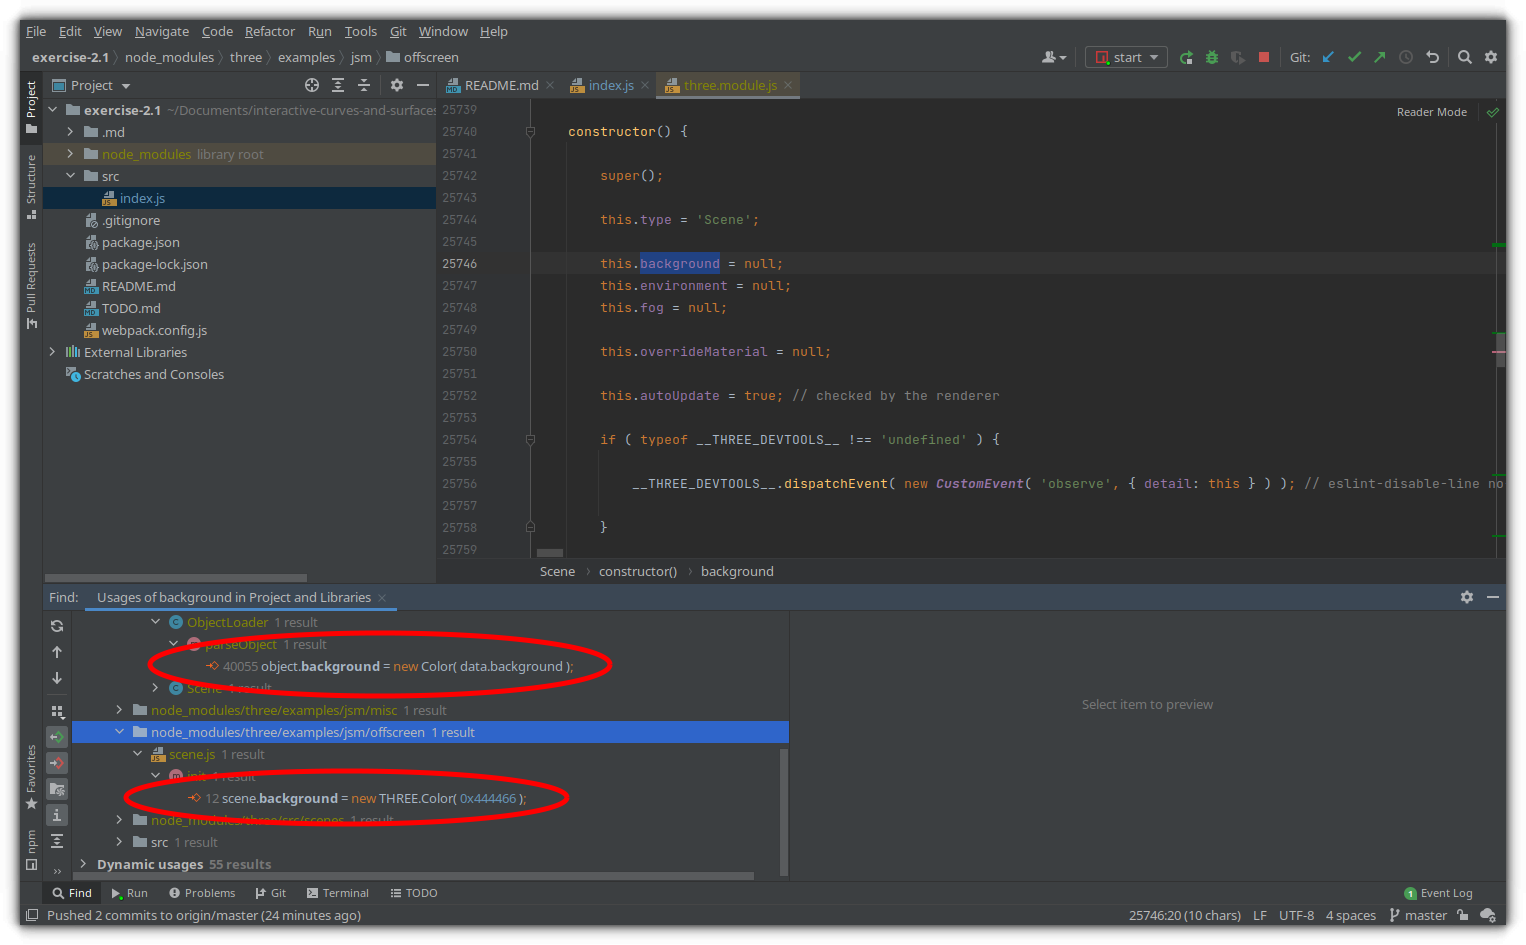 File Edit View Navigate Code Refactor Run Tools Git Window Help
exercise-2.1 node_modules three examples jsm offscreen
start Git:
Project
README.md index.js three.module.js
Project
exercise-2.1 ~/Documents/interactive-curves-and-surfaces
.md
node_modules library root
src
index.js
.gitignore
package.json
package-lock.json
README.md
TODO.md
webpack.config.js
External Libraries
Scratches and Consoles
Structure
Pull Requests
Favorites
npm
Reader Mode
25739
25740 constructor() {
25741
25742 super();
25743
25744 this.type = 'Scene';
25745
25746 this.background = null;
25747 this.environment = null;
25748 this.fog = null;
25749
25750 this.overrideMaterial = null;
25751
25752 this.autoUpdate = true; // checked by the renderer
25753
25754 if ( typeof __THREE_DEVTOOLS__ !== 'undefined' ) {
25755
25756 __THREE_DEVTOOLS__.dispatchEvent( new CustomEvent( 'observe', { detail: this } ) ); // eslint-disable-line no
25757
25758 }
25759
Scene constructor() background
Find: Usages of background in Project and Libraries
ObjectLoader 1 result
parseObject 1 result
40055 object.background = new Color( data.background );
Scene 1 result
node_modules/three/examples/jsm/misc 1 result
node_modules/three/examples/jsm/offscreen 1 result
scene.js 1 result
init 1 result
12 scene.background = new THREE.Color( 0x444466 );
node_modules/three/src/scenes 1 result
src 1 result
Dynamic usages 55 results
Select item to preview
Find Run Problems Git Terminal TODO
1 Event Log
Pushed 2 commits to origin/master (24 minutes ago)
25746:20 (10 chars) LF UTF-8 4 spaces master